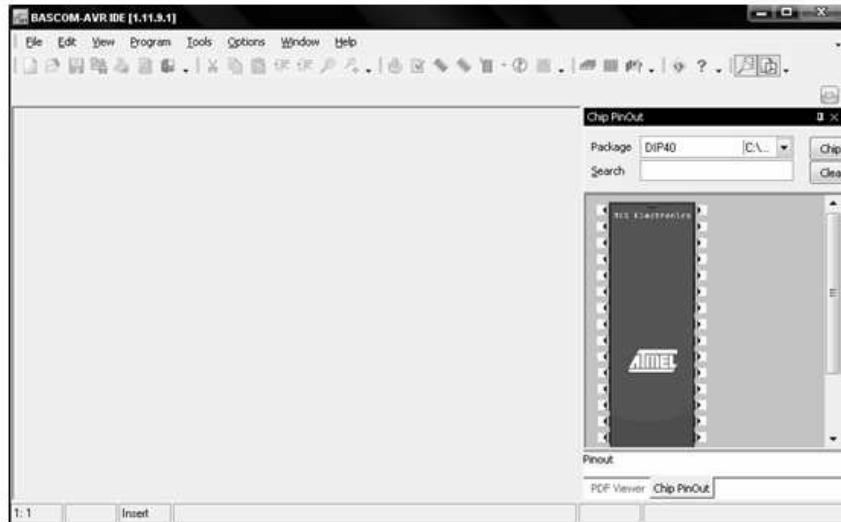 BASCOM-AVR IDE [1.11.9.1]
File Edit View Program Tools Options Window Help
Chip PinOut
Package DIP40 C:\...
Chip
Search
Clea
MCS Electronics
ATMEL
Pinout
PDF Viewer Chip PinOut
1: 1 Insert